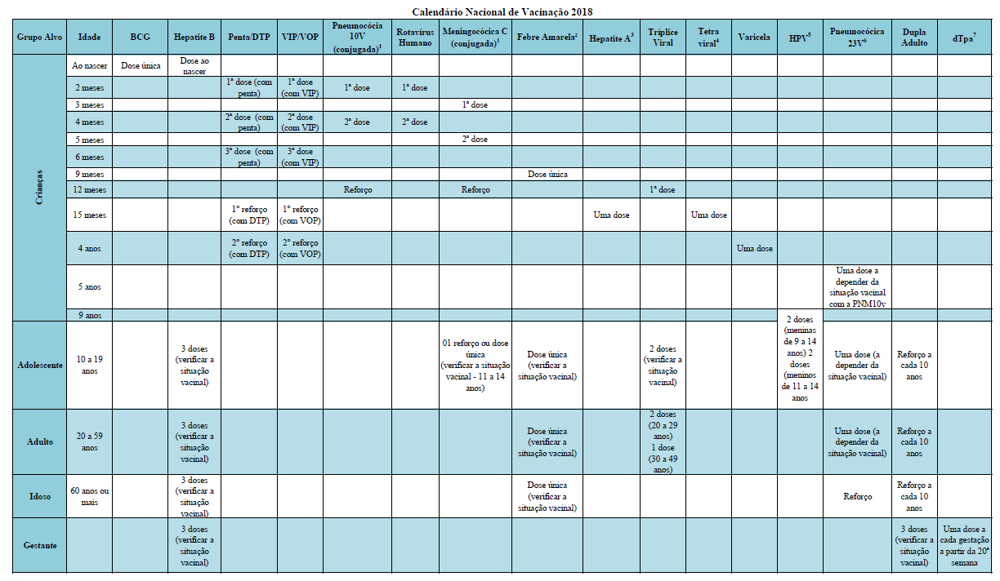 Calendário Nacional de Vacinação 2018
Grupo Alvo Idade BCG Hepatite B Penta/DTP VIP/VOP Pneumocócia 10V (conjugada)¹ Rotavírus Humano Meningocócica C (conjugada)¹ Febre Amarela² Hepatite A³ Tríplice Viral Tetra viral⁴ Varicela HPV⁵ Pneumocócica 23V⁶ Dupla Adulto dTpa⁷
Crianças
Ao nascer Dose única Dose ao nascer
2 meses 1ª dose (com penta) 1ª dose (com VIP) 1ª dose 1ª dose
3 meses 1ª dose
4 meses 2ª dose (com penta) 2ª dose (com VIP) 2ª dose 2ª dose
5 meses 2ª dose
6 meses 3ª dose (com penta) 3ª dose (com VIP)
9 meses Dose única
12 meses Reforço Reforço 1ª dose
15 meses 1º reforço (com DTP) 1º reforço (com VOP) Uma dose Uma dose
4 anos 2º reforço (com DTP) 2º reforço (com VOP) Uma dose
5 anos Uma dose a depender da situação vacinal com a PNM10v
9 anos
2 doses (meninas de 9 a 14 anos) 2 doses (meninos de 11 a 14 anos
Adolescente 10 a 19 anos 3 doses (verificar a situação vacinal) 01 reforço ou dose única (verificar a situação vacinal - 11 a 14 anos) Dose única (verificar a situação vacinal) 2 doses (verificar a situação vacinal) Uma dose (a depender da situação vacinal) Reforço a cada 10 anos
Adulto 20 a 59 anos 3 doses (verificar a situação vacinal) Dose única (verificar a situação vacinal) 2 doses (20 a 29 anos) 1 dose (30 a 49 anos) Uma dose (a depender da situação vacinal) Reforço a cada 10 anos
Idoso 60 anos ou mais 3 doses (verificar a situação vacinal) Dose única (verificar a situação vacinal) Reforço Reforço a cada 10 anos
Gestante 3 doses (verificar a situação vacinal) 3 doses (verificar a situação vacinal) Uma dose a cada gestação a partir da 20ª semana